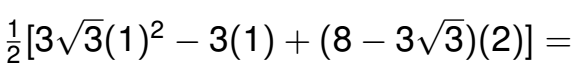 ½[3√3(1)² − 3(1) + (8 − 3√3)(2)] =